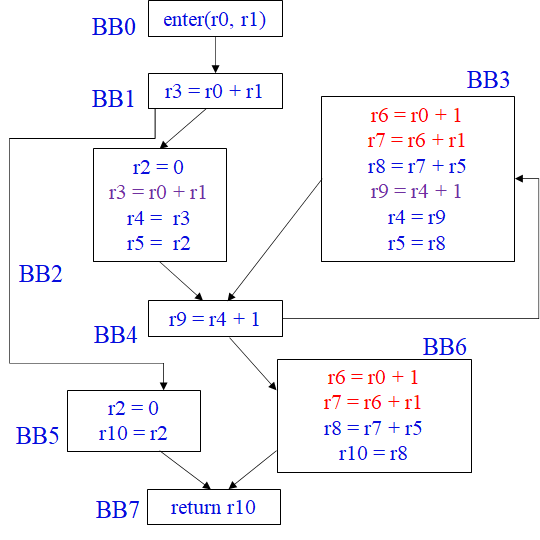 BB0
enter(r0, r1)
BB1
r3 = r0 + r1
BB2
r2 = 0
r3 = r0 + r1
r4 = r3
r5 = r2
BB3
r6 = r0 + 1
r7 = r6 + r1
r8 = r7 + r5
r9 = r4 + 1
r4 = r9
r5 = r8
BB4
r9 = r4 + 1
BB5
r2 = 0
r10 = r2
BB6
r6 = r0 + 1
r7 = r6 + r1
r8 = r7 + r5
r10 = r8
BB7
return r10